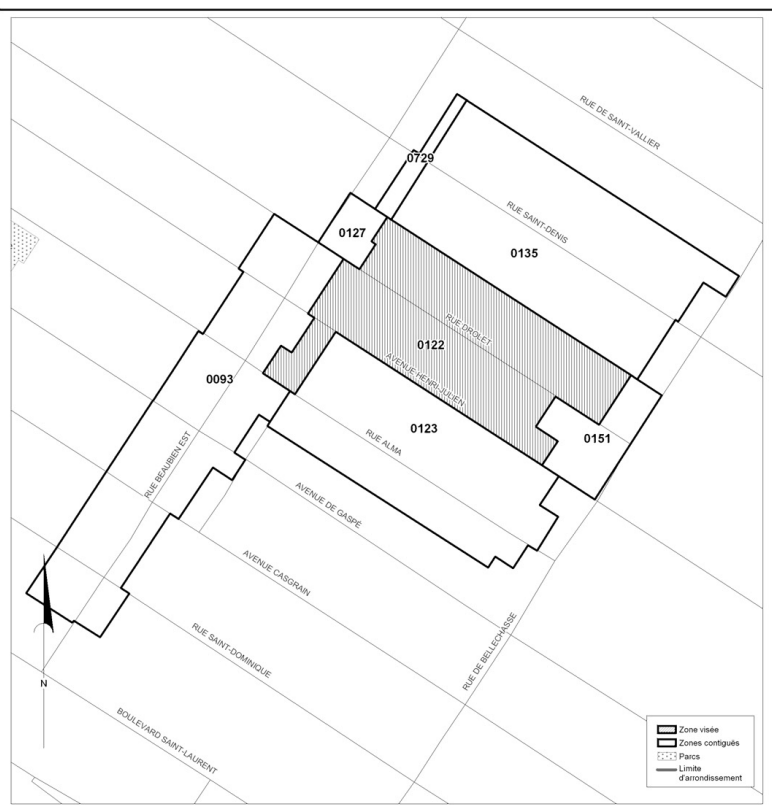 RUE DE SAINT-VALLIER
0729
RUE SAINT-DENIS
0127
0135
RUE DROLET
0122
AVENUE HENRI-JULIEN
0093
0123
0151
RUE ALMA
RUE BEAUBIEN EST
AVENUE DE GASPÉ
AVENUE CASGRAIN
RUE DE BELLECHASSE
RUE SAINT-DOMINIQUE
N
BOULEVARD SAINT-LAURENT
Zone visée
Zones contiguës
Parcs
Limite
d'arrondissement